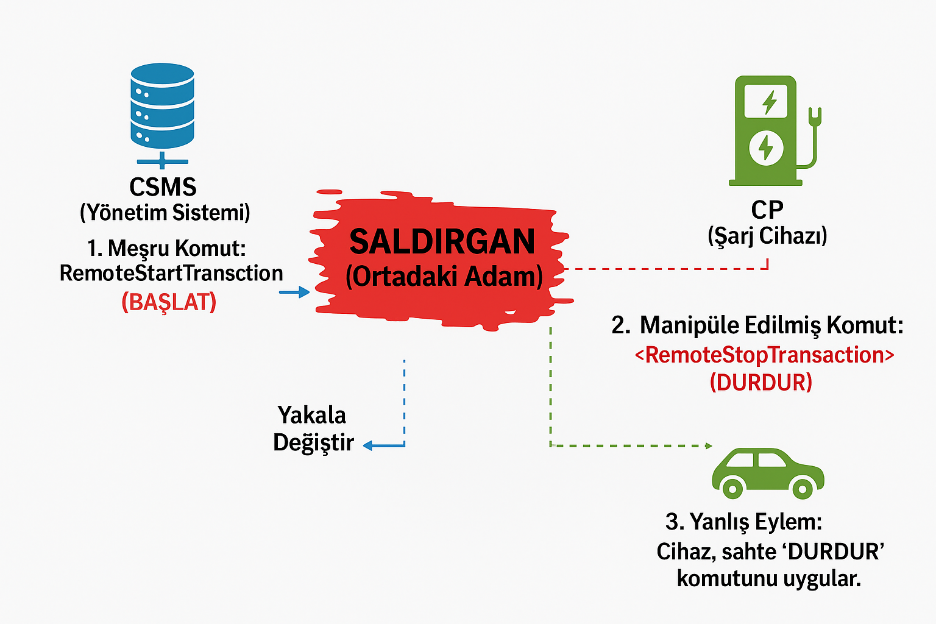 CSMS
(Yönetim Sistemi)
1. Meşru Komut:
RemoteStartTransction
(BAŞLAT)
SALDIRGAN
(Ortadaki Adam)
CP
(Şarj Cihazı)
2. Manipüle Edilmiş Komut:
<RemoteStopTransaction>
(DURDUR)
Yakala
Değiştir
3. Yanlış Eylem:
Cihaz, sahte ‘DURDUR’
komutunu uygular.